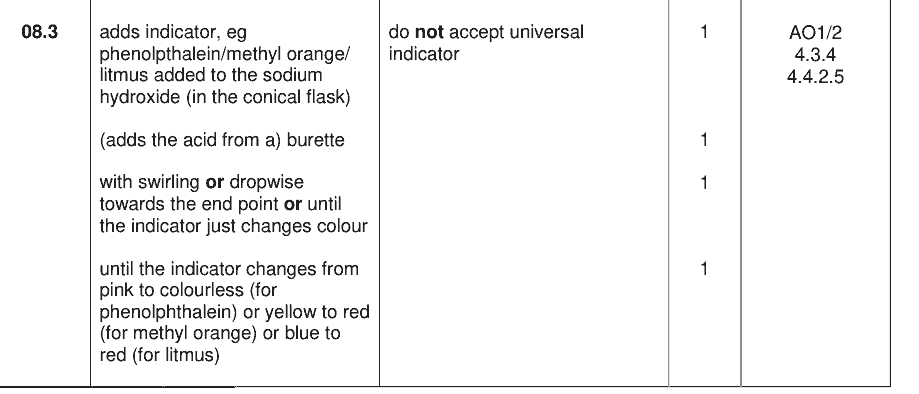 08.3 adds indicator, eg do not accept universal 1 AO1/2
phenolpthalein/methyl orange/ indicator 4.3.4
litmus added to the sodium 4.4.2.5
hydroxide (in the conical flask)
(adds the acid from a) burette 1
with swirling or dropwise 1
towards the end point or until
the indicator just changes colour
until the indicator changes from 1
pink to colourless (for
phenolphthalein) or yellow to red
(for methyl orange) or blue to
red (for litmus)